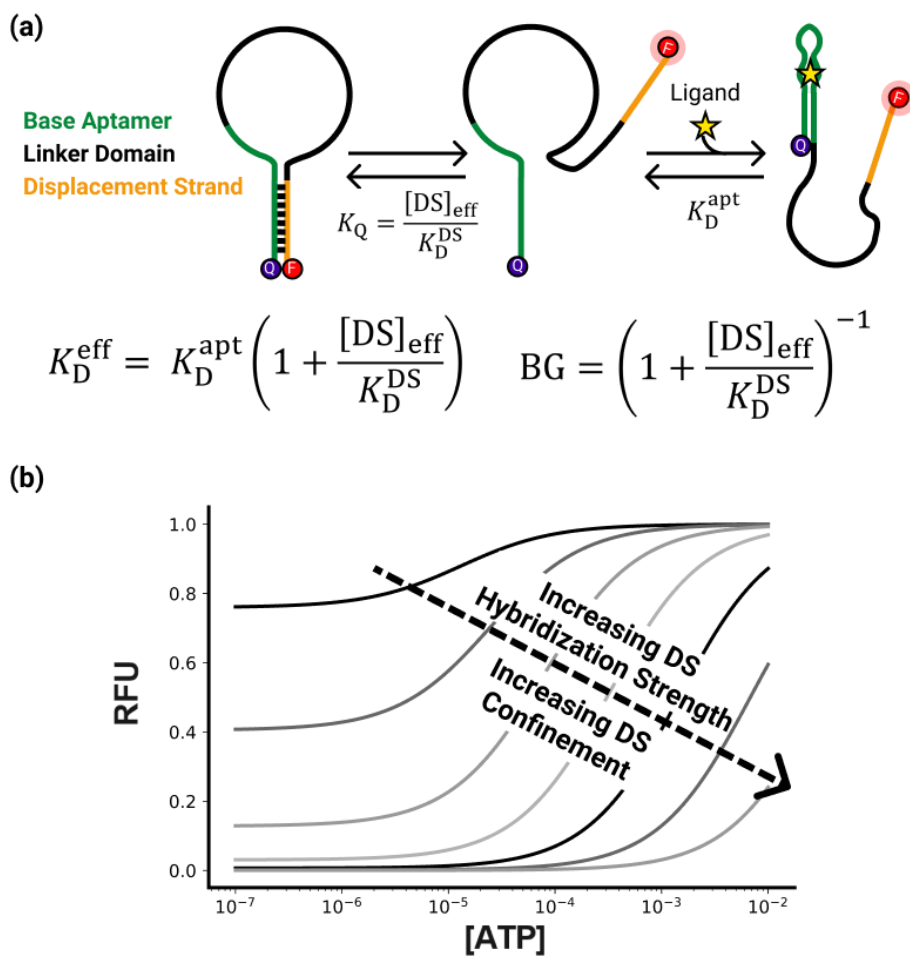 (a)
Base Aptamer
Linker Domain
Displacement Strand
Q F
K_Q = [DS]_eff / K_D^DS
Q
F
Ligand
K_D^apt
Q
F
K_D^eff = K_D^apt (1 + [DS]_eff / K_D^DS)
BG = (1 + [DS]_eff / K_D^DS)^−1
(b)
RFU
1.0
0.8
0.6
0.4
0.2
0.0
Increasing DS
Hybridization Strength
Increasing DS
Confinement
10^−7
10^−6
10^−5
10^−4
10^−3
10^−2
[ATP]